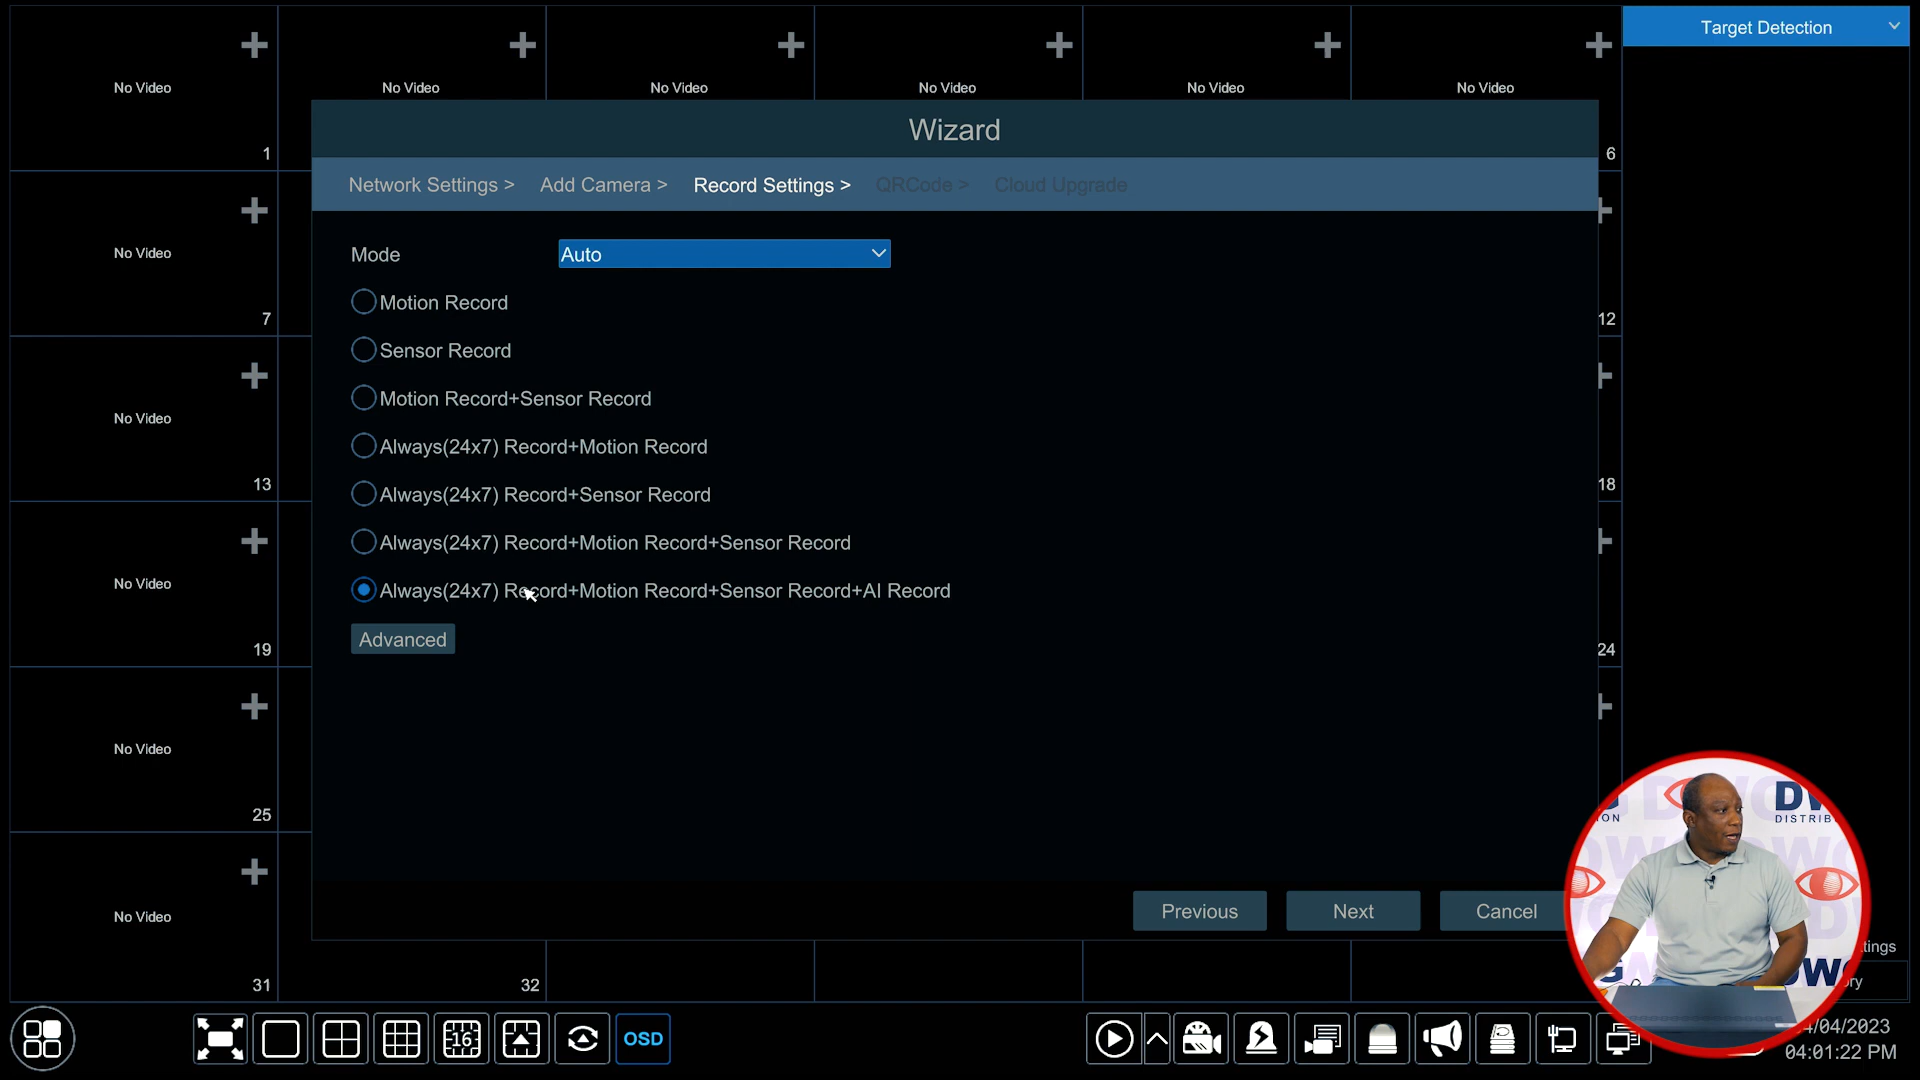 Target Detection
No Video
No Video
No Video
No Video
No Video
No Video
Wizard
1
6
Network Settings >
Add Camera >
Record Settings >
QRCode >
Cloud Upgrade
No Video
Mode
Auto
Motion Record
7
12
Sensor Record
Motion Record+Sensor Record
No Video
Always(24x7) Record+Motion Record
13
18
Always(24x7) Record+Sensor Record
Always(24x7) Record+Motion Record+Sensor Record
No Video
Always(24x7) Record+Motion Record+Sensor Record+AI Record
Advanced
19
24
No Video
25
No Video
Previous
Next
Cancel
31
32
16
OSD
04:01:22 PM